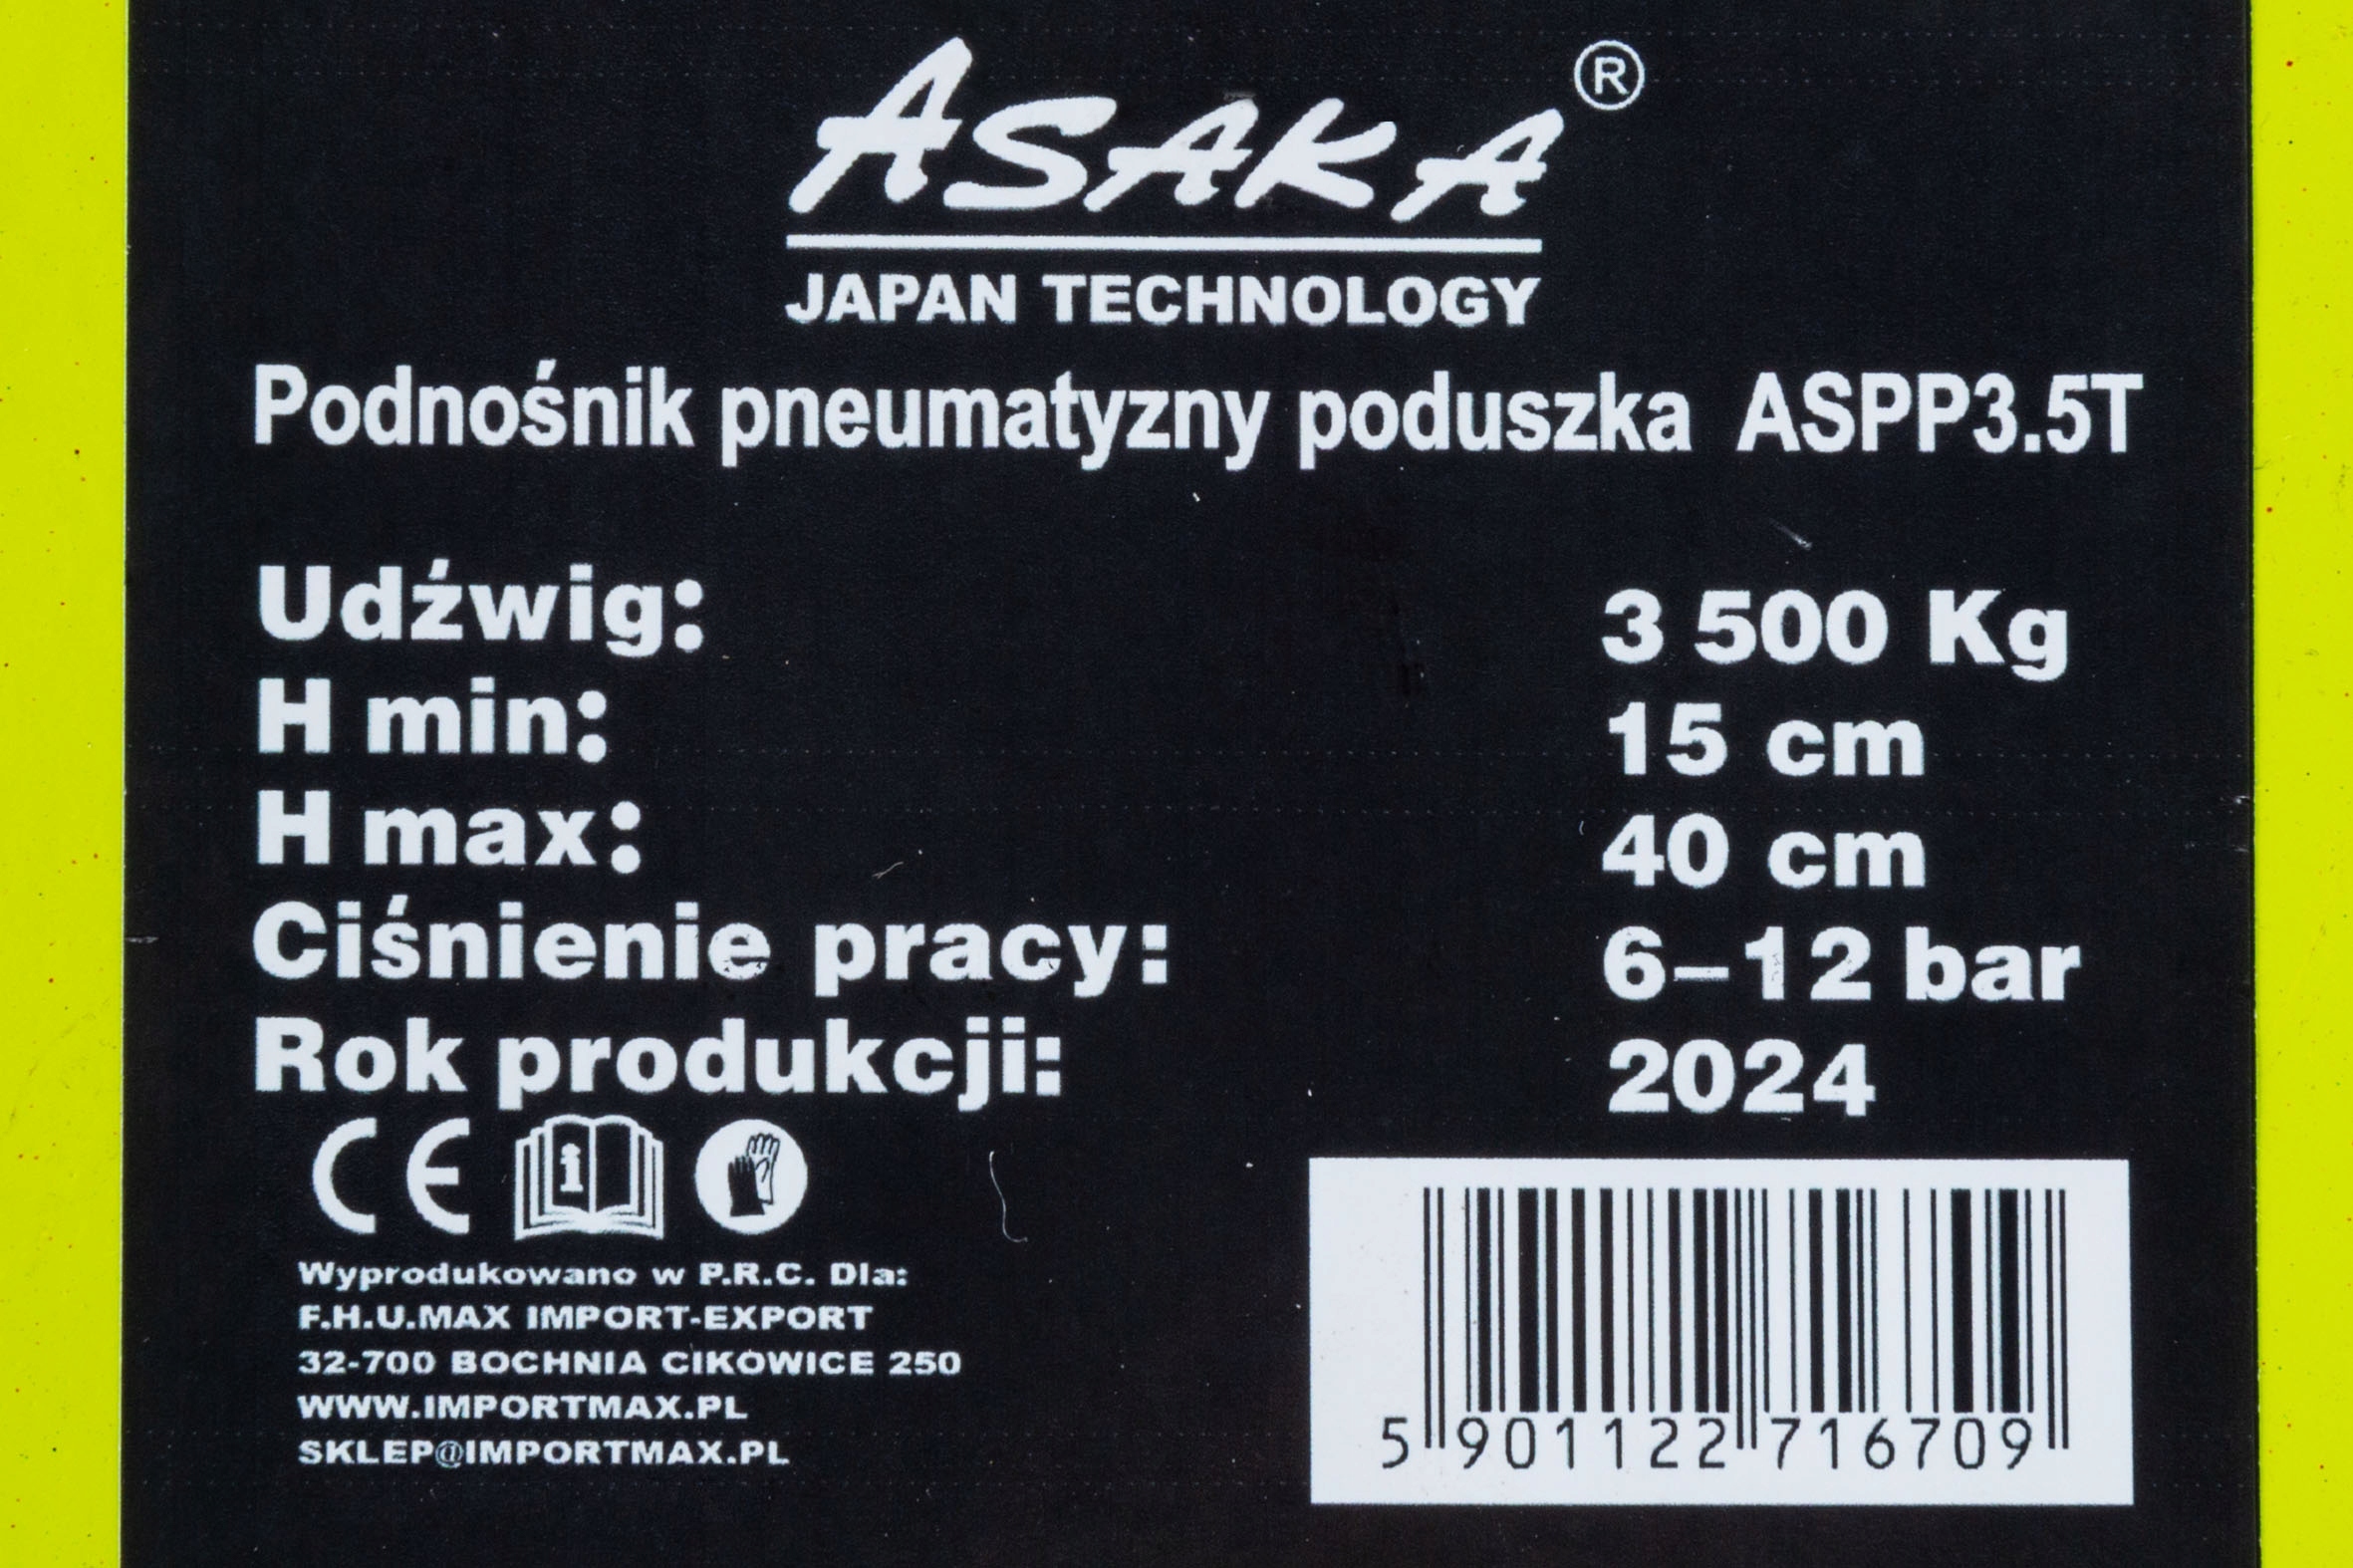 ASAKA®
JAPAN TECHNOLOGY
Podnośnik pneumatyzny poduszka ASPP3.5T
Udźwig: 3 500 Kg
H min: 15 cm
H max: 40 cm
Ciśnienie pracy: 6–12 bar
Rok produkcji: 2024
CE
Wyprodukowano w P.R.C. Dla:
F.H.U.MAX IMPORT-EXPORT
32-700 BOCHNIA CIKOWICE 250
WWW.IMPORTMAX.PL
SKLEP@IMPORTMAX.PL
5 901122 716709